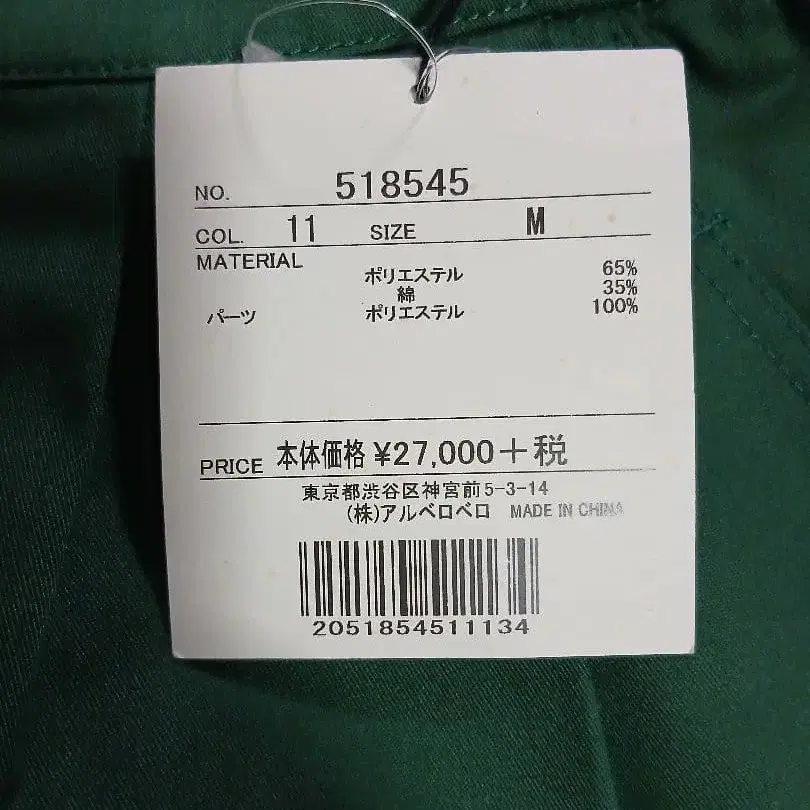 NO. 518545
COL. 11 SIZE M
MATERIAL
ポリエステル 65%
綿 35%
パーツ ポリエステル 100%
PRICE 本体価格 ¥27,000+税
東京都渋谷区神宮前5-3-14
(株)アルベロベロ MADE IN CHINA
2051854511134